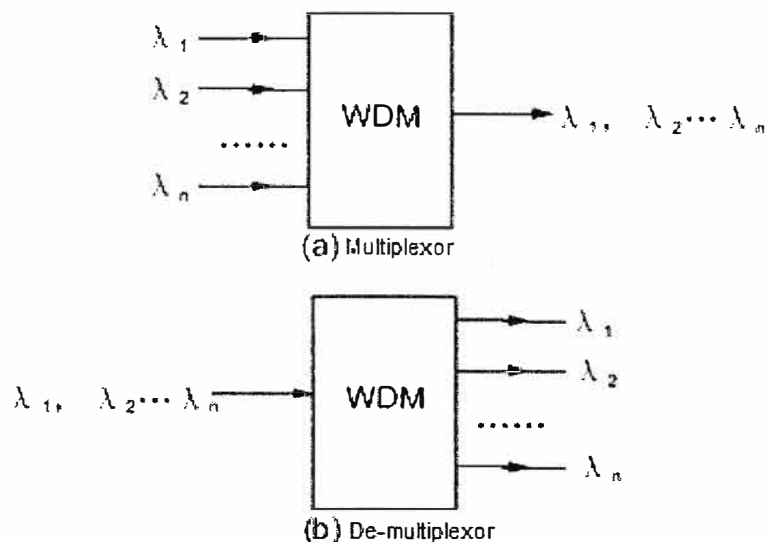 λ 1
λ 2
......
λ n
WDM
λ 1, λ 2··· λ n
(a) Multiplexor
λ 1, λ 2··· λ n
WDM
λ 1
λ 2
......
λ n
(b) De-multiplexor